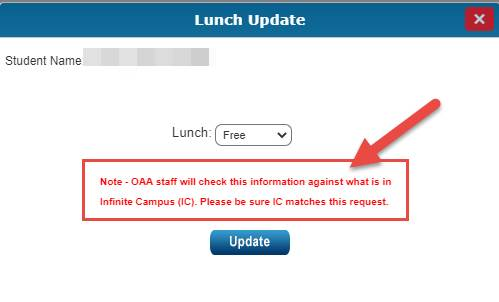 Lunch Update
Student Name
Lunch: Free
Note - OAA staff will check this information against what is in
Infinite Campus (IC). Please be sure IC matches this request.
Update